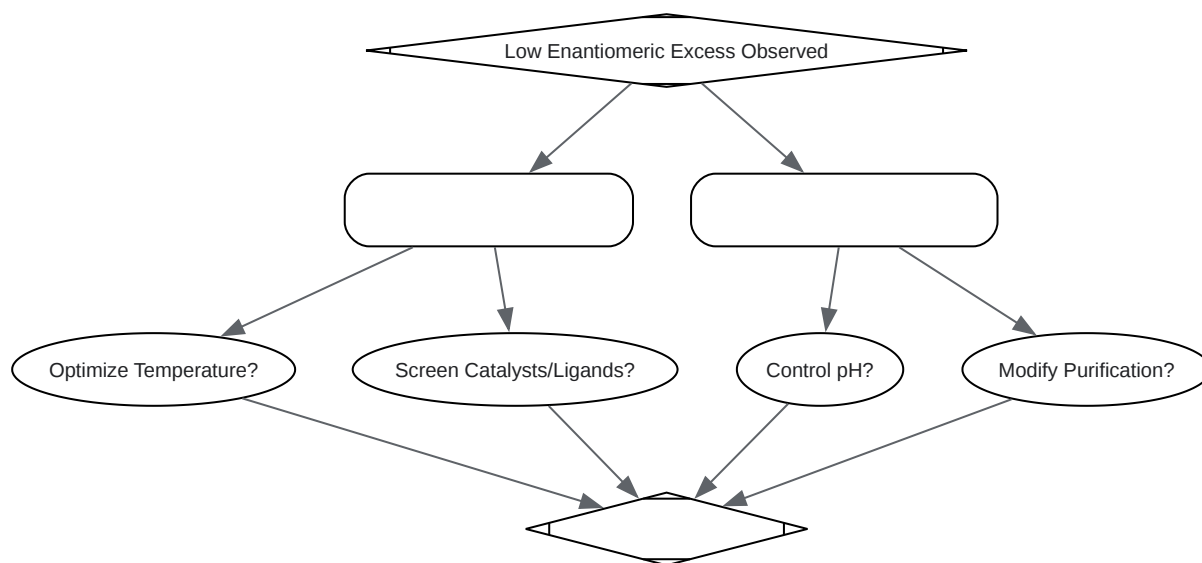 Low Enantiomeric Excess Observed
Optimize Temperature?
Screen Catalysts/Ligands?
Control pH?
Modify Purification?